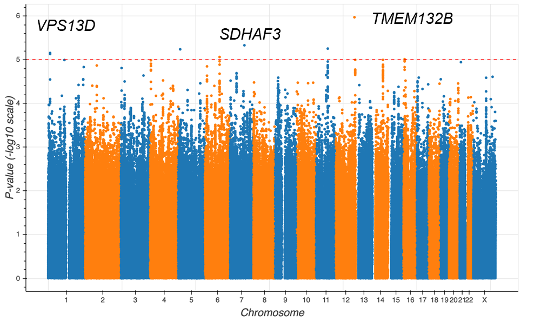 VPS13D
SDHAF3
TMEM132B
6
5
4
3
2
1
0
P-value (-log10 scale)
1 2 3 4 5 6 7 8 9 10 11 12 13 14 15 16 17 18 19 20 21 22 X
Chromosome